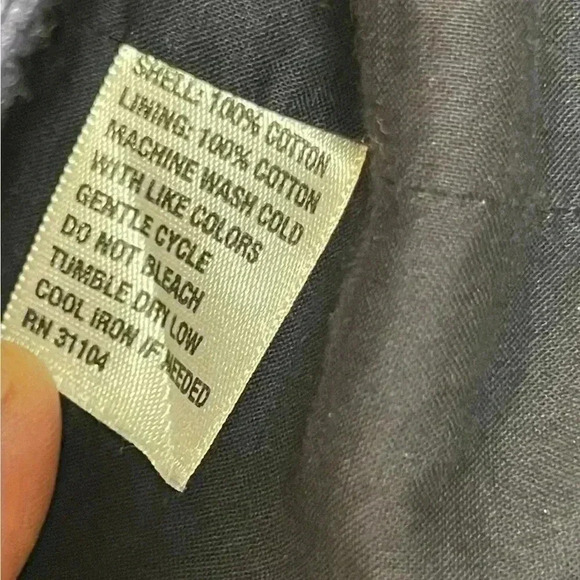 SHELL: 100% COTTON
LINING: 100% COTTON
MACHINE WASH COLD
WITH LIKE COLORS
GENTLE CYCLE
DO NOT BLEACH
TUMBLE DRY LOW
COOL IRON IF NEEDED
RN 31104